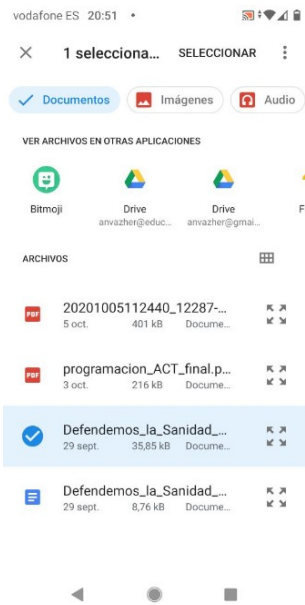 vodafone ES 20:51 •
1 selecciona... SELECCIONAR
Documentos Imágenes Audio
VER ARCHIVOS EN OTRAS APLICACIONES
Bitmoji Drive Drive F
anvazher@educ... anvazher@gmai...
ARCHIVOS
PDF 20201005112440_12287-...
5 oct. 401 kB Docume...
PDF programacion_ACT_final.p...
3 oct. 216 kB Docume...
Defendemos_la_Sanidad_...
29 sept. 35,85 kB Docume...
Defendemos_la_Sanidad_...
29 sept. 8,76 kB Docume...